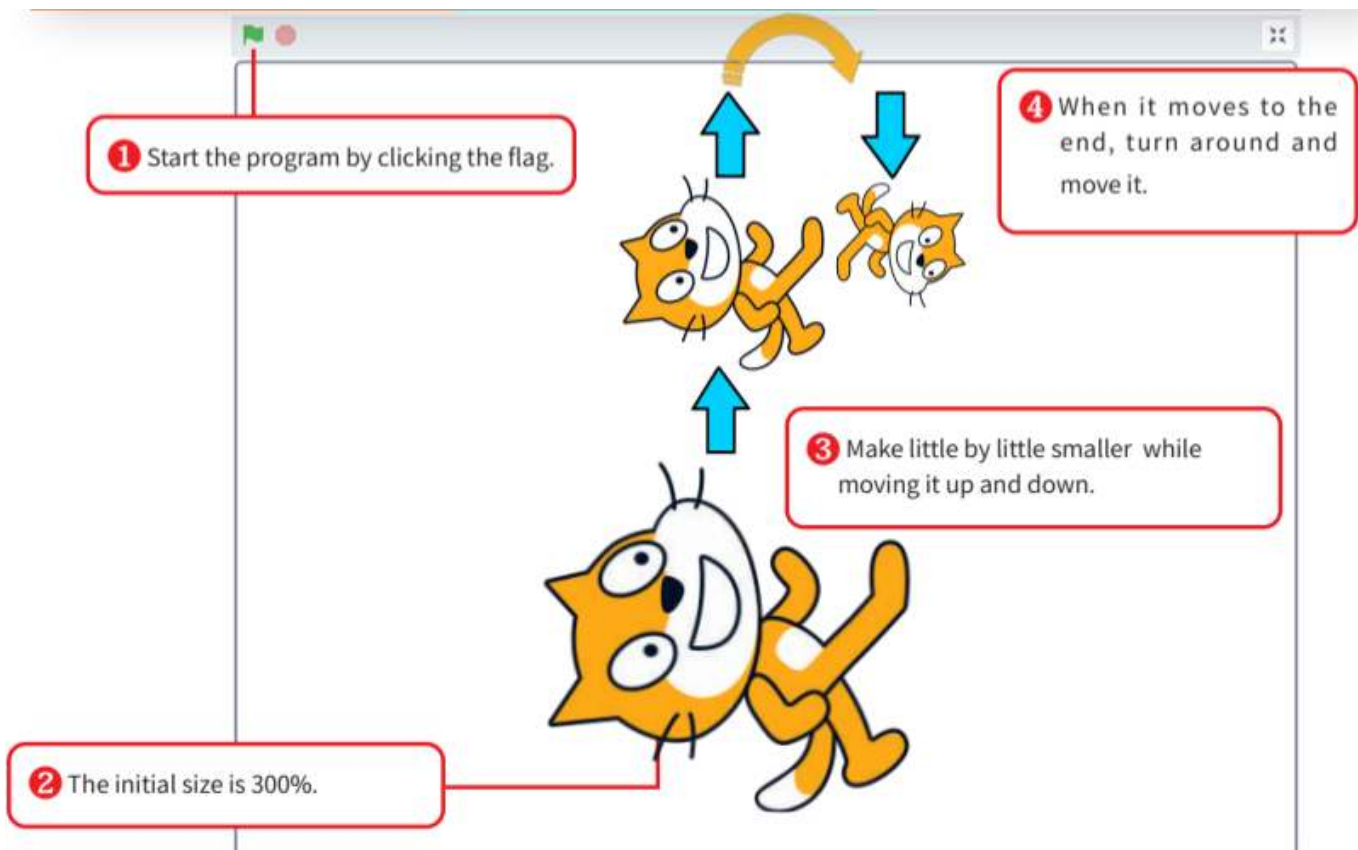 ❶ Start the program by clicking the flag.
❹ When it moves to the
end, turn around and
move it.
❸ Make little by little smaller while
moving it up and down.
❷ The initial size is 300%.